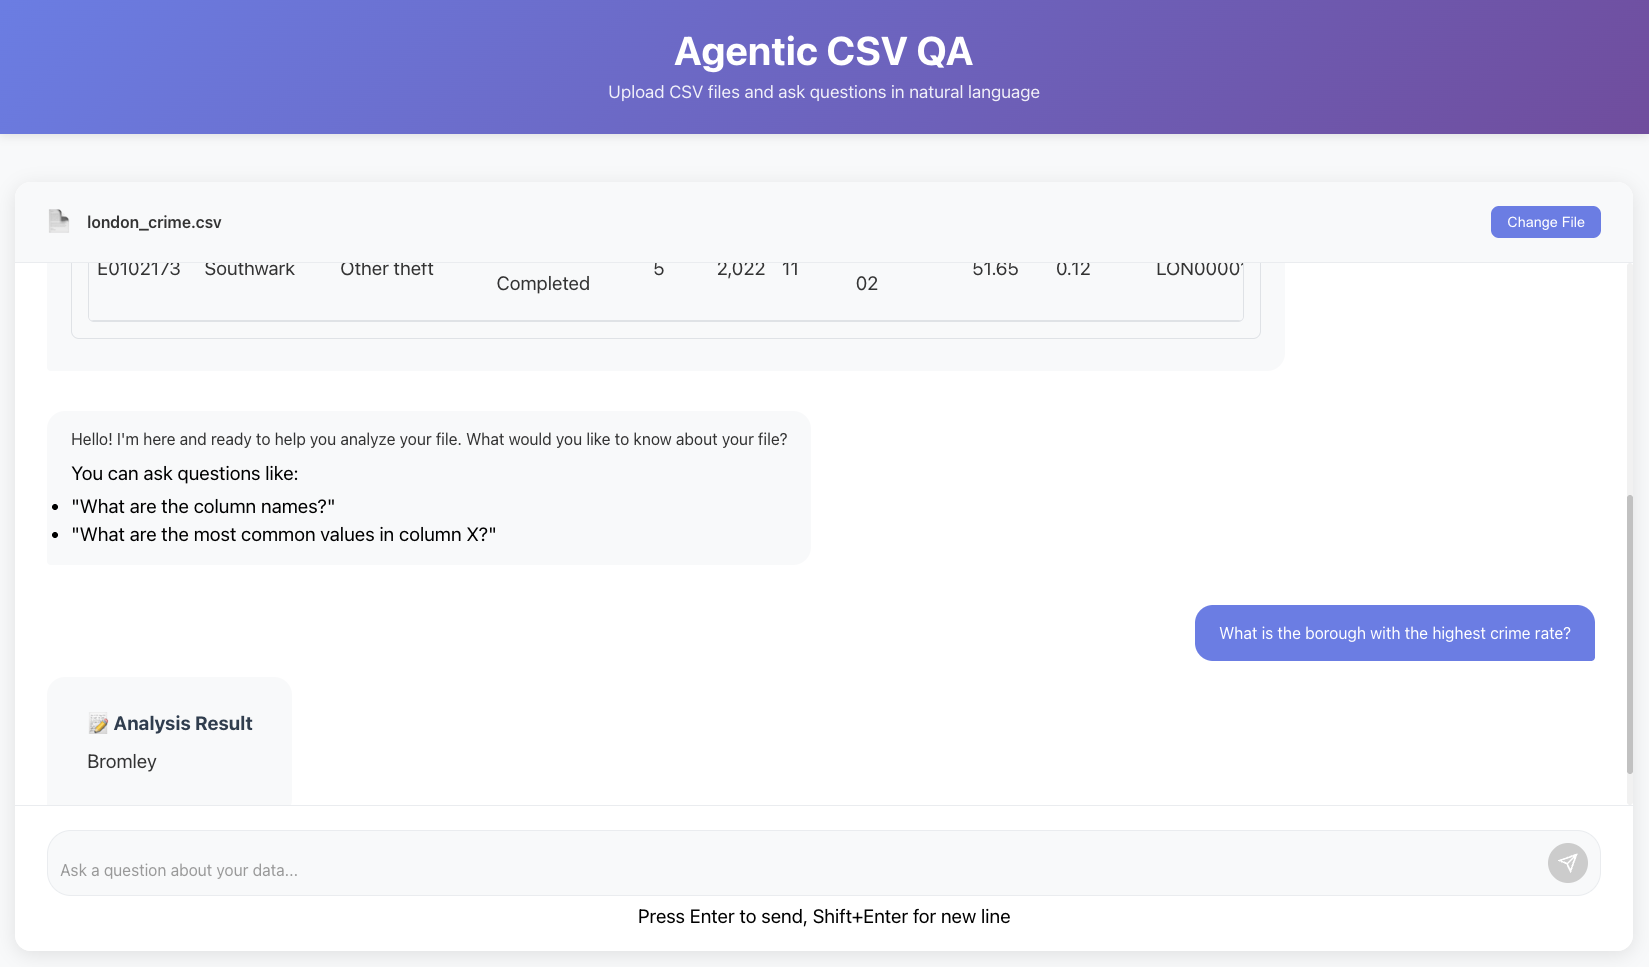 Agentic CSV QA
Upload CSV files and ask questions in natural language
london_crime.csv
Change File
E0102173 Southwark Other theft 5 2,022 11 51.65 0.12 LON0000
Completed 02
Hello! I'm here and ready to help you analyze your file. What would you like to know about your file?
You can ask questions like:
• "What are the column names?"
• "What are the most common values in column X?"
What is the borough with the highest crime rate?
Analysis Result
Bromley
Ask a question about your data...
Press Enter to send, Shift+Enter for new line